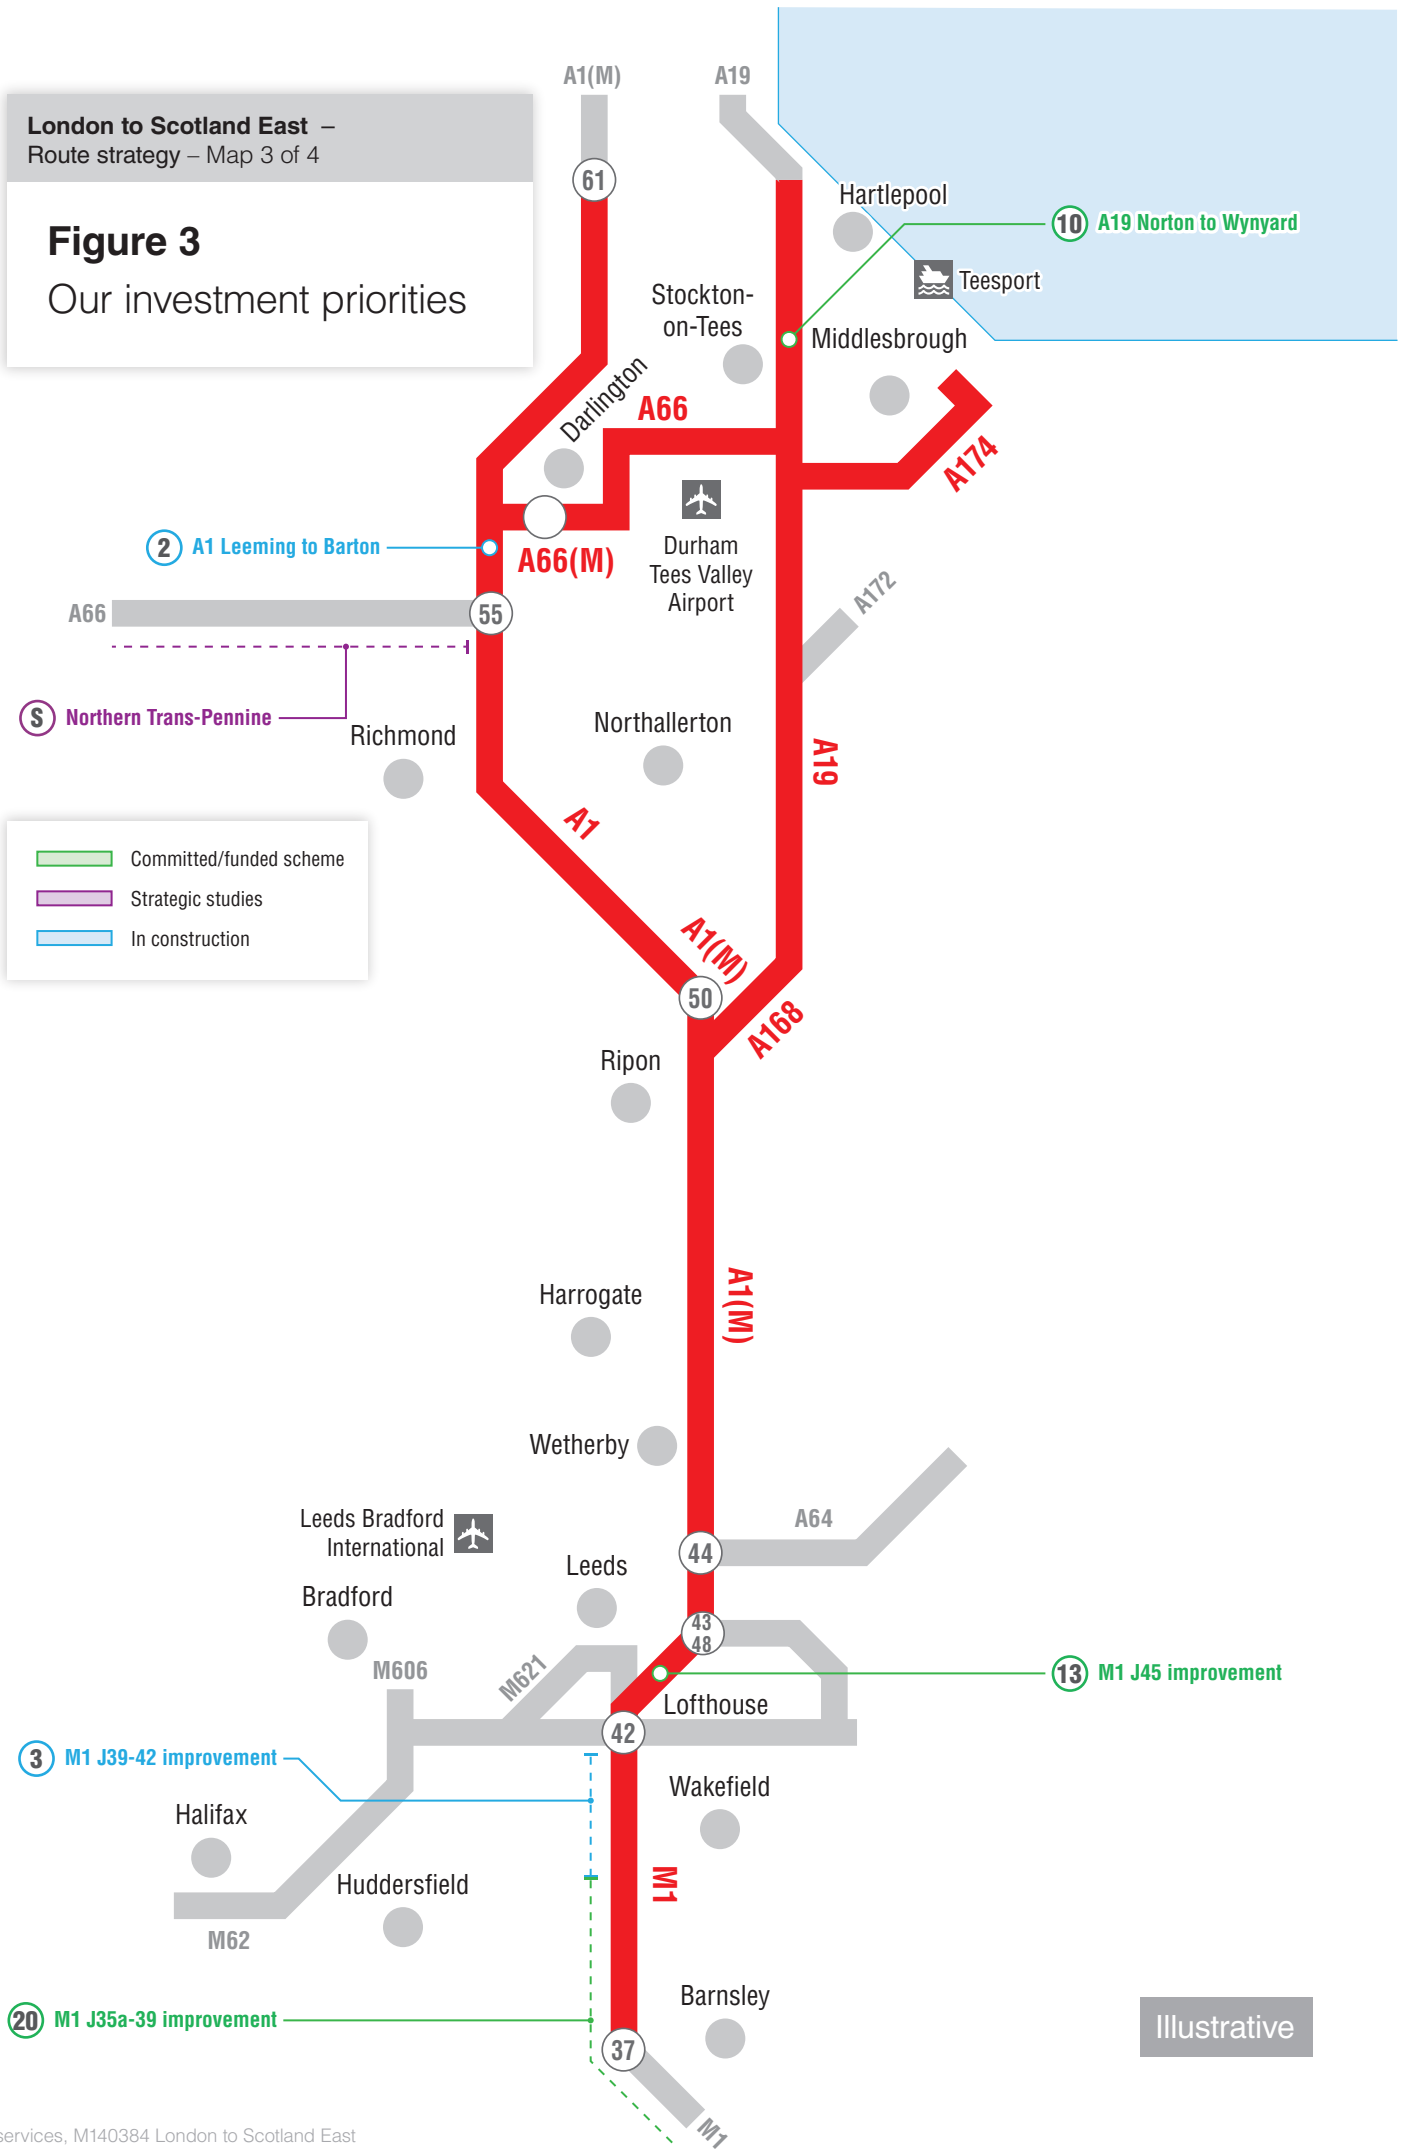 A1(M)
A19
London to Scotland East –
Route strategy – Map 3 of 4
61
Figure 3
Our investment priorities
Hartlepool
10 A19 Norton to Wynyard
Teesport
Stockton-
on-Tees
Middlesbrough
Darlington
A66
A174
2 A1 Leeming to Barton
A66(M)
Durham
Tees Valley
Airport
A172
A66
55
S Northern Trans-Pennine
Richmond
Northallerton
A19
A1
Committed/funded scheme
Strategic studies
In construction
A1(M)
50
A168
Ripon
Harrogate
A1(M)
Wetherby
Leeds Bradford
International
A64
44
Leeds
Bradford
43
48
M606
M621
13 M1 J45 improvement
Lofthouse
42
3 M1 J39-42 improvement
Wakefield
Halifax
M1
Huddersfield
M62
Barnsley
20 M1 J35a-39 improvement
Illustrative
37
M1
services, M140384 London to Scotland East